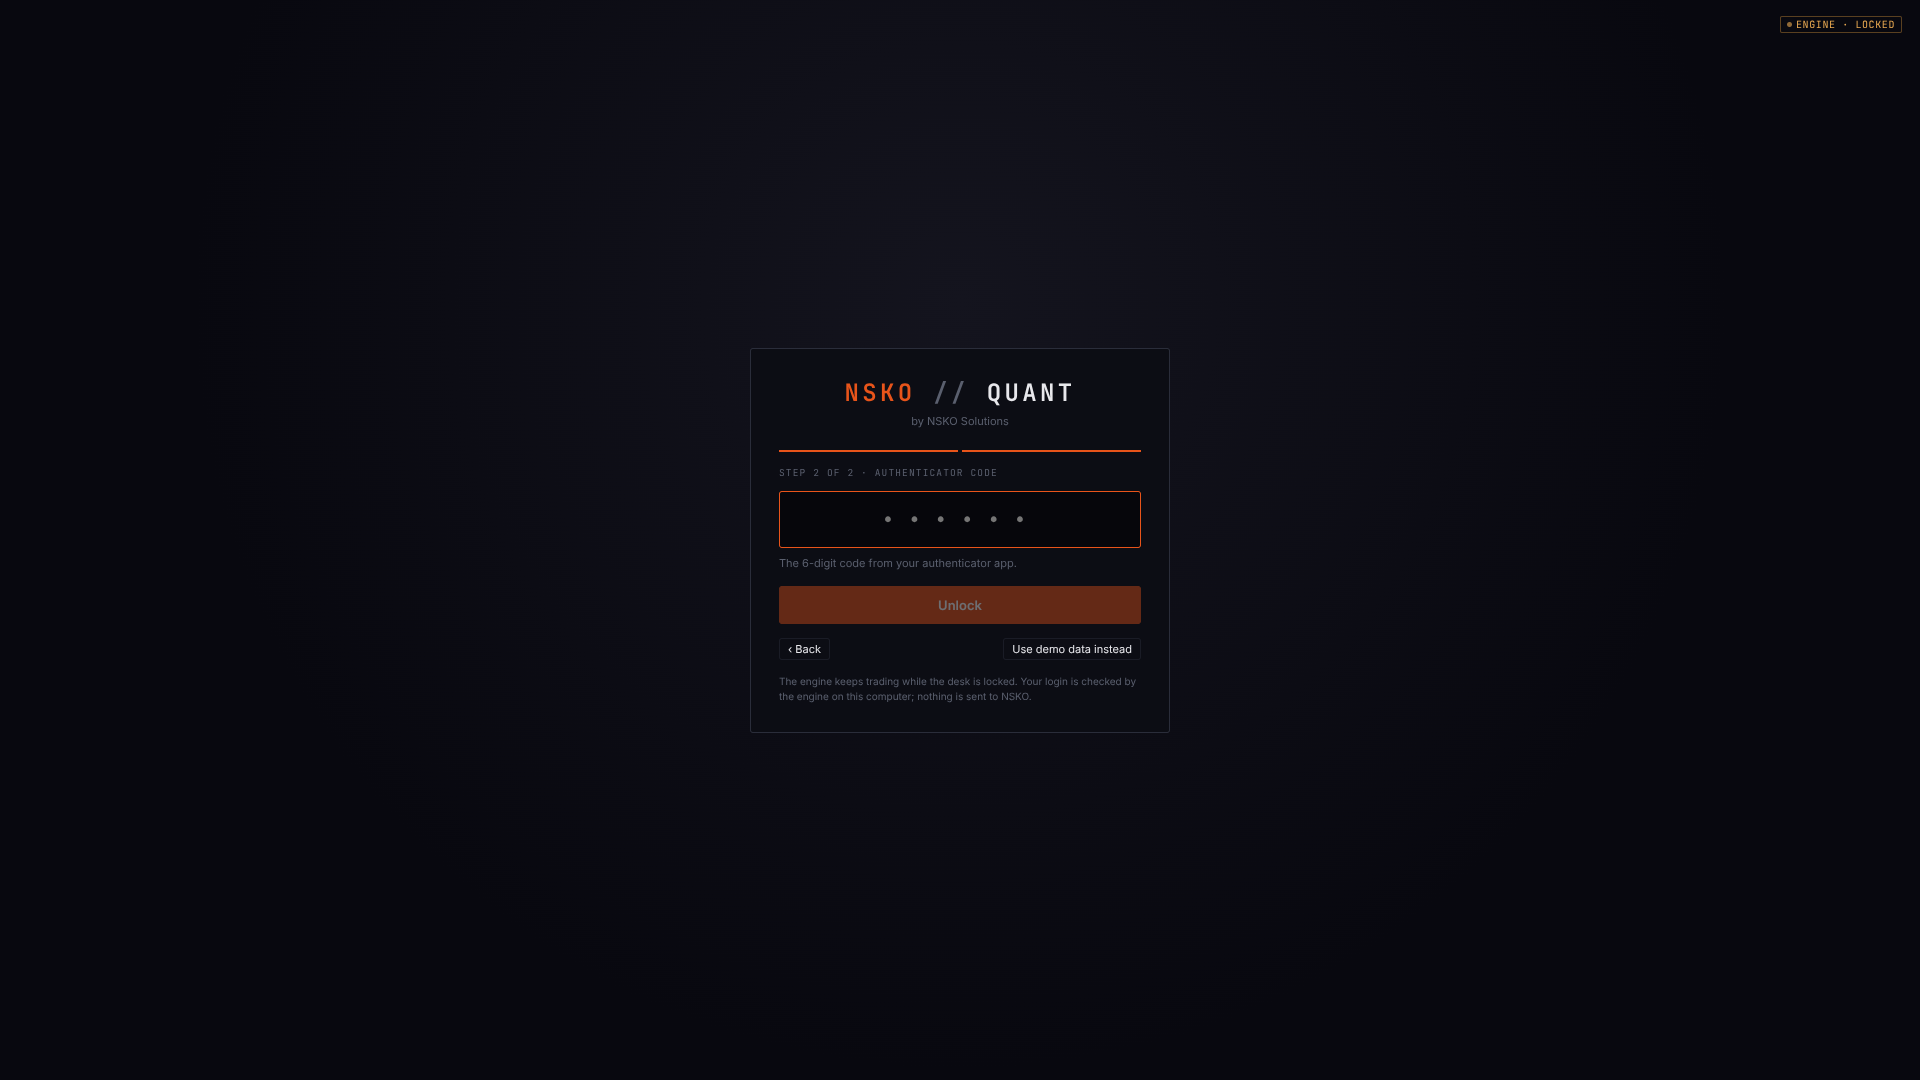 ENGINE · LOCKED
NSKO // QUANT
by NSKO Solutions
STEP 2 OF 2 · AUTHENTICATOR CODE
• • • • • •
The 6-digit code from your authenticator app.
Unlock
‹ Back
Use demo data instead
The engine keeps trading while the desk is locked. Your login is checked by
the engine on this computer; nothing is sent to NSKO.